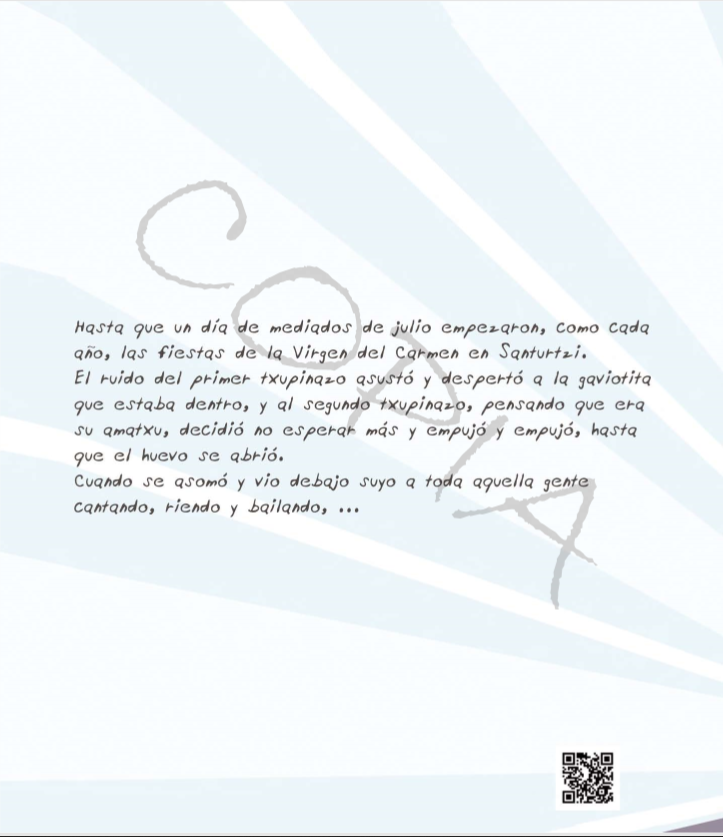 Hasta que un día de mediados de julio empezaron, como cada
año, las fiestas de la Virgen del Carmen en Santurtzi.
El ruido del primer txupinazo asustó y despertó a la gaviotita
que estaba dentro, y al segundo txupinazo, pensando que era
su amatxu, decidió no esperar más y empujó y empujó, hasta
que el huevo se abrió.
Cuando se asomó y vio debajo suyo a toda aquella gente
cantando, riendo y bailando, ...
COPIA